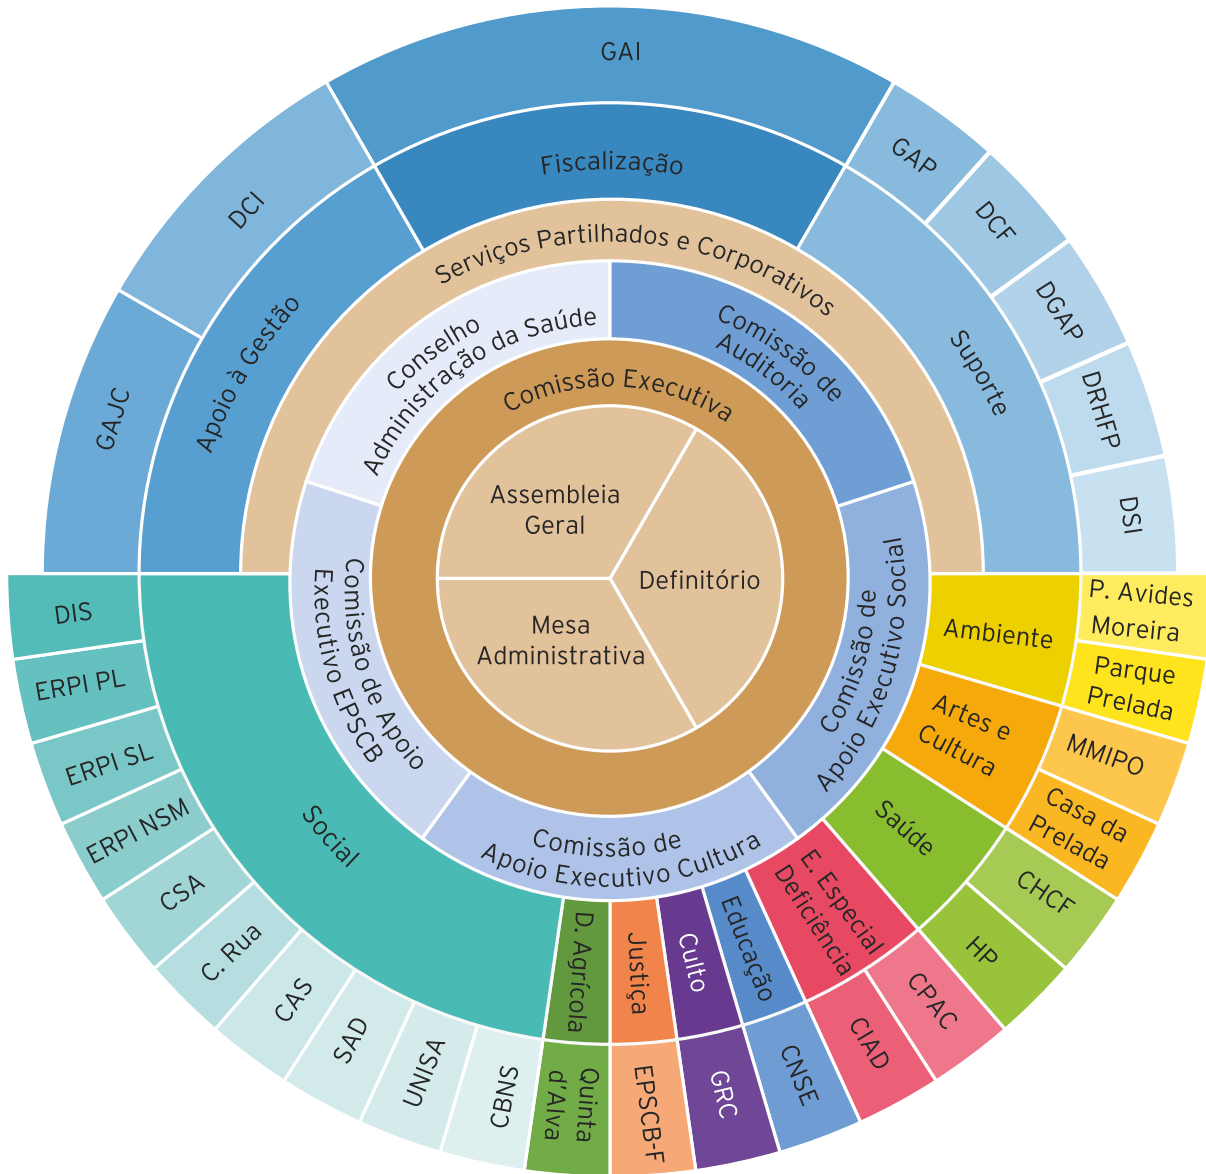 GAI
Fiscalização
DCI
GAJC
Apoio à Gestão
GAP
DCF
DGAP
DRHFP
DSI
Suporte
Serviços Partilhados e Corporativos
Conselho
Administração da Saúde
Comissão de
Auditoria
Comissão Executiva
Assembleia
Geral
Definitório
Mesa
Administrativa
Comissão de Apoio
Executivo EPSCB
Comissão de
Apoio Executivo Social
Comissão de
Apoio Executivo Cultura
Ambiente
P. Avides
Moreira
Parque
Prelada
Artes e
Cultura
MMIPO
Casa da
Prelada
Saúde
CHCF
HP
E. Especial
Deficiência
CPAC
CIAD
Educação
CNSE
Culto
GRC
Justiça
EPSCB-F
D. Agrícola
Quinta
d'Alva
Social
DIS
ERPI PL
ERPI SL
ERPI NSM
CSA
C. Rua
CAS
SAD
UNISA
CBNS